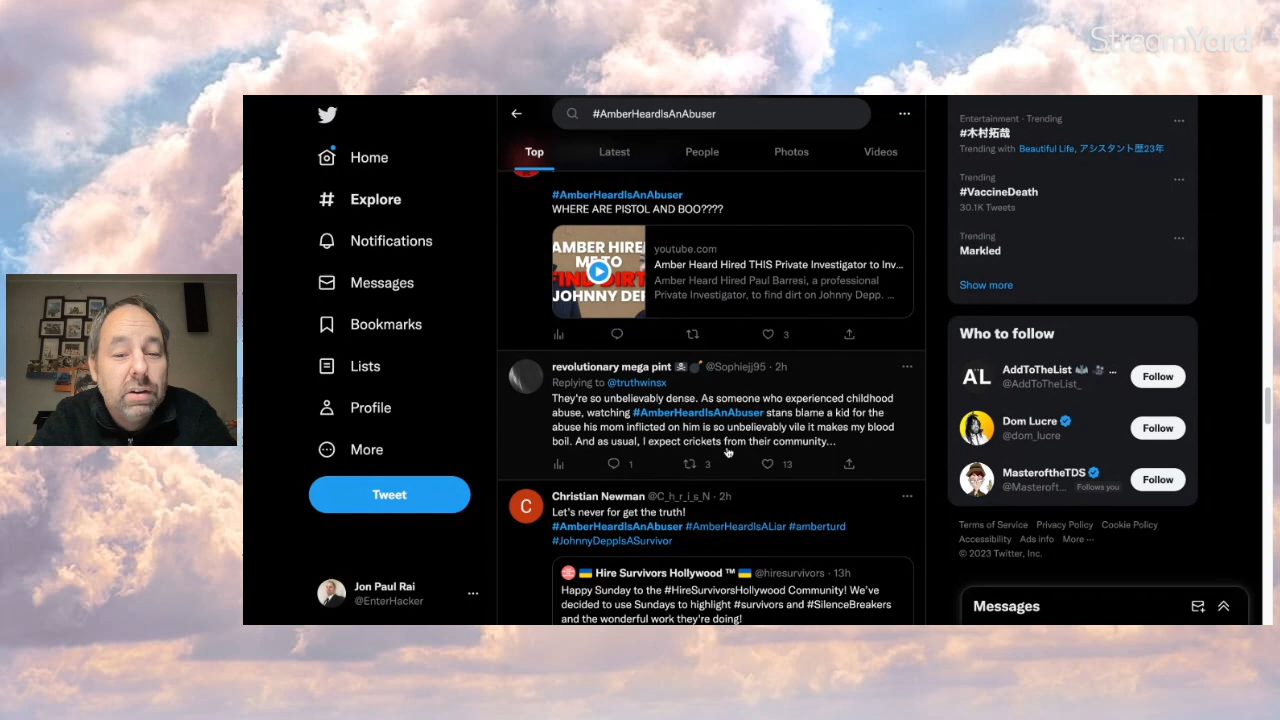 StreamYard
#AmberHeardIsAnAbuser
Home
Explore
Notifications
Messages
Bookmarks
Lists
Profile
More
Tweet
Jon Paul Rai
@EnterHacker
Top Latest People Photos Videos
#AmberHeardIsAnAbuser
WHERE ARE PISTOL AND BOO????
AMBER HIRE
ME TO
FIND DIRT
JOHNNY DEP
youtube.com
Amber Heard Hired THIS Private Investigator to Inv...
Amber Heard Hired Paul Barresi, a professional
Private Investigator, to find dirt on Johnny Depp. ...
3
revolutionary mega pint @Sophiejj95 · 2h
Replying to @truthwinsx
They're so unbelievably dense. As someone who experienced childhood
abuse, watching #AmberHeardIsAnAbuser stans blame a kid for the
abuse his mom inflicted on him is so unbelievably vile it makes my blood
boil. And as usual, I expect crickets from their community...
1 3 13
C
Christian Newman @C_h_r_i_s_N · 2h
Let's never for get the truth!
#AmberHeardIsAnAbuser #AmberHeardIsALiar #amberturd
#JohnnyDeppIsASurvivor
Hire Survivors Hollywood ™ @hiresurvivors · 13h
Happy Sunday to the #HireSurvivorsHollywood Community! We've
decided to use Sundays to highlight #survivors and #SilenceBreakers
and the wonderful work they're doing!
Entertainment · Trending
#木村拓哉
Trending with Beautiful Life, アシスタント歴23年
Trending
#VaccineDeath
30.1K Tweets
Trending
Markled
Show more
Who to follow
AL
AddToTheList ...
@AddToTheList_
Follow
Dom Lucre
@dom_lucre
Follow
MasteroftheTDS
@Masteroft... Follows you
Follow
Terms of Service Privacy Policy Cookie Policy
Accessibility Ads info More ···
© 2023 Twitter, Inc.
Messages